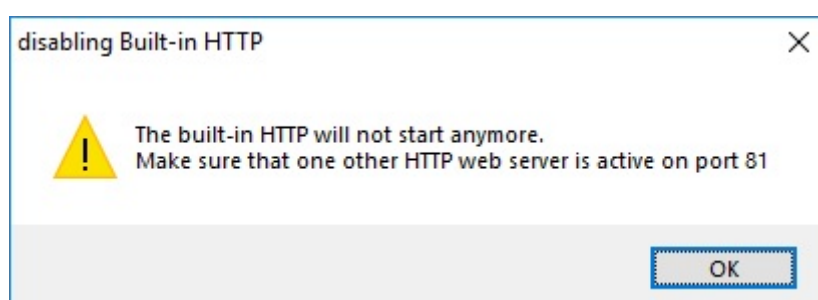 disabling Built-in HTTP
The built-in HTTP will not start anymore.
Make sure that one other HTTP web server is active on port 81
OK